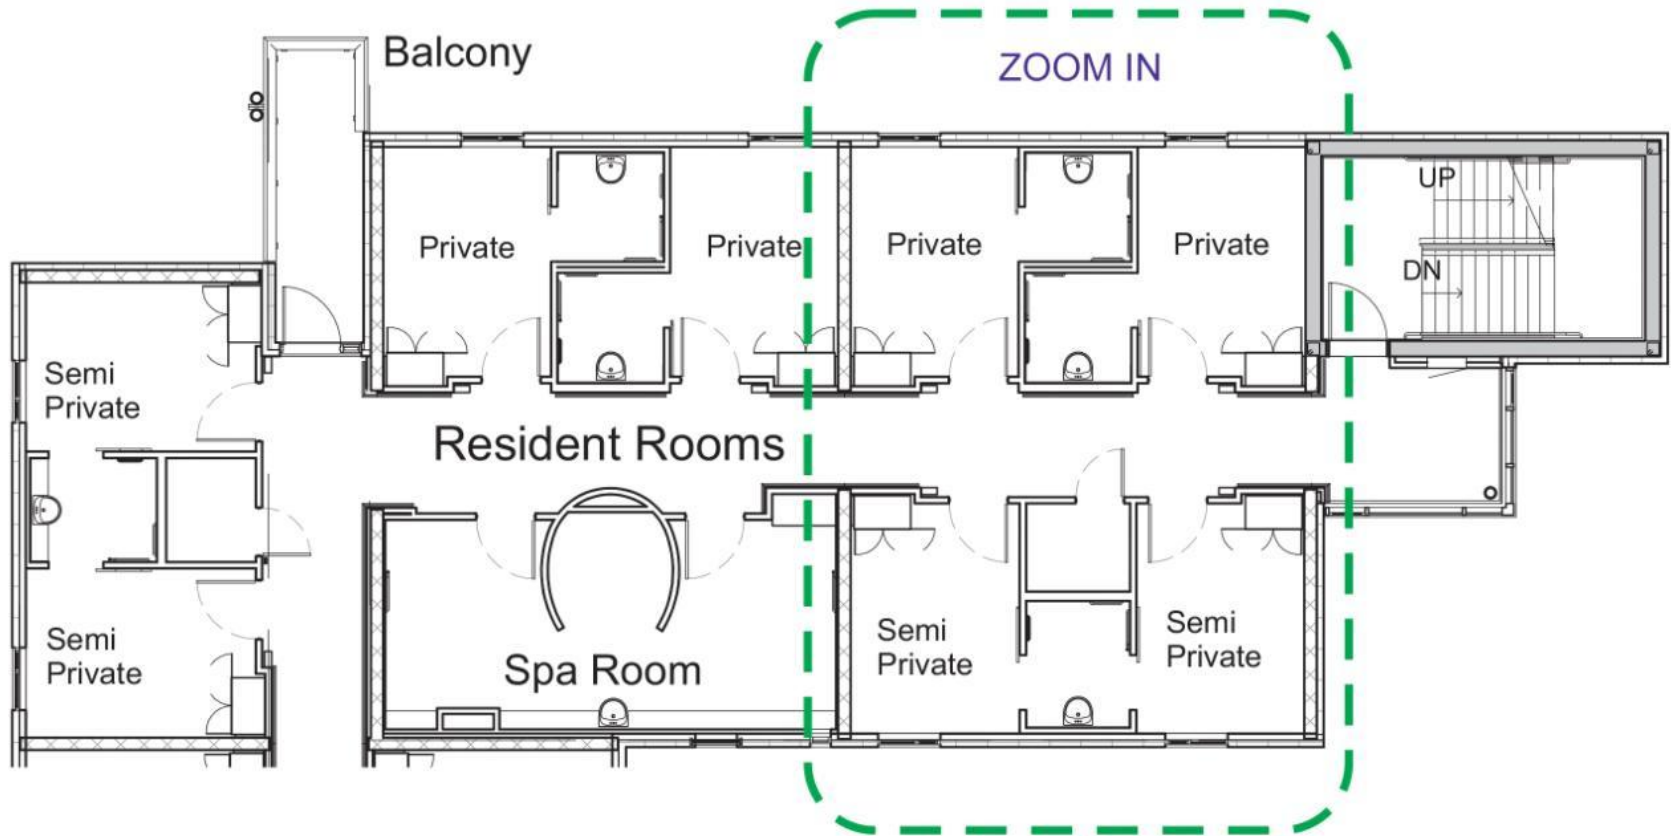 Balcony
ZOOM IN
UP
Private
Private
Private
Private
DN
Semi
Private
Resident Rooms
Semi
Private
Spa Room
Semi
Private
Semi
Private